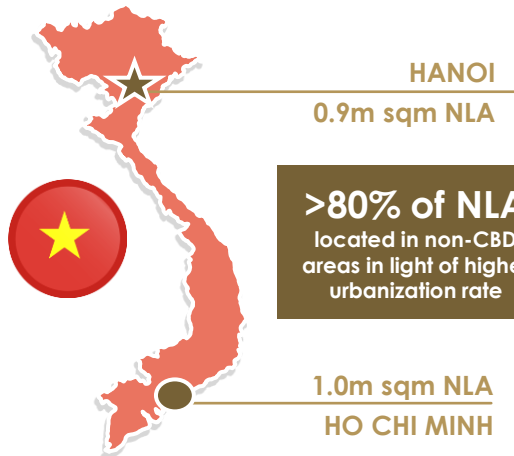 HANOI
0.9m sqm NLA
>80% of NLA
located in non-CBD
areas in light of highe
urbanization rate
1.0m sqm NLA
HO CHI MINH